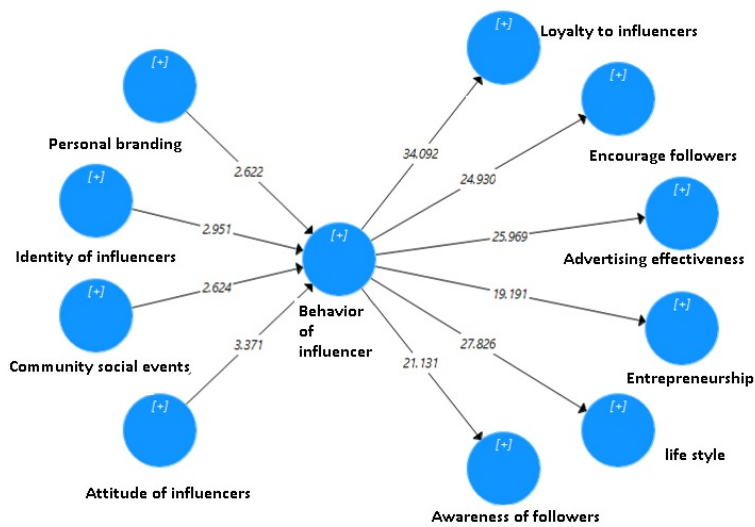 [+]
Loyalty to influencers
[+]
Personal branding
[+]
Encourage followers
2.622
34.092
24.930
[+]
Identity of influencers
2.951
[+]
Behavior
of
influencer
25.969
[+]
Advertising effectiveness
[+]
Community social events
2.624
19.191
[+]
Entrepreneurship
3.371
21.131
27.826
[+]
Attitude of influencers
[+]
life style
[+]
Awareness of followers